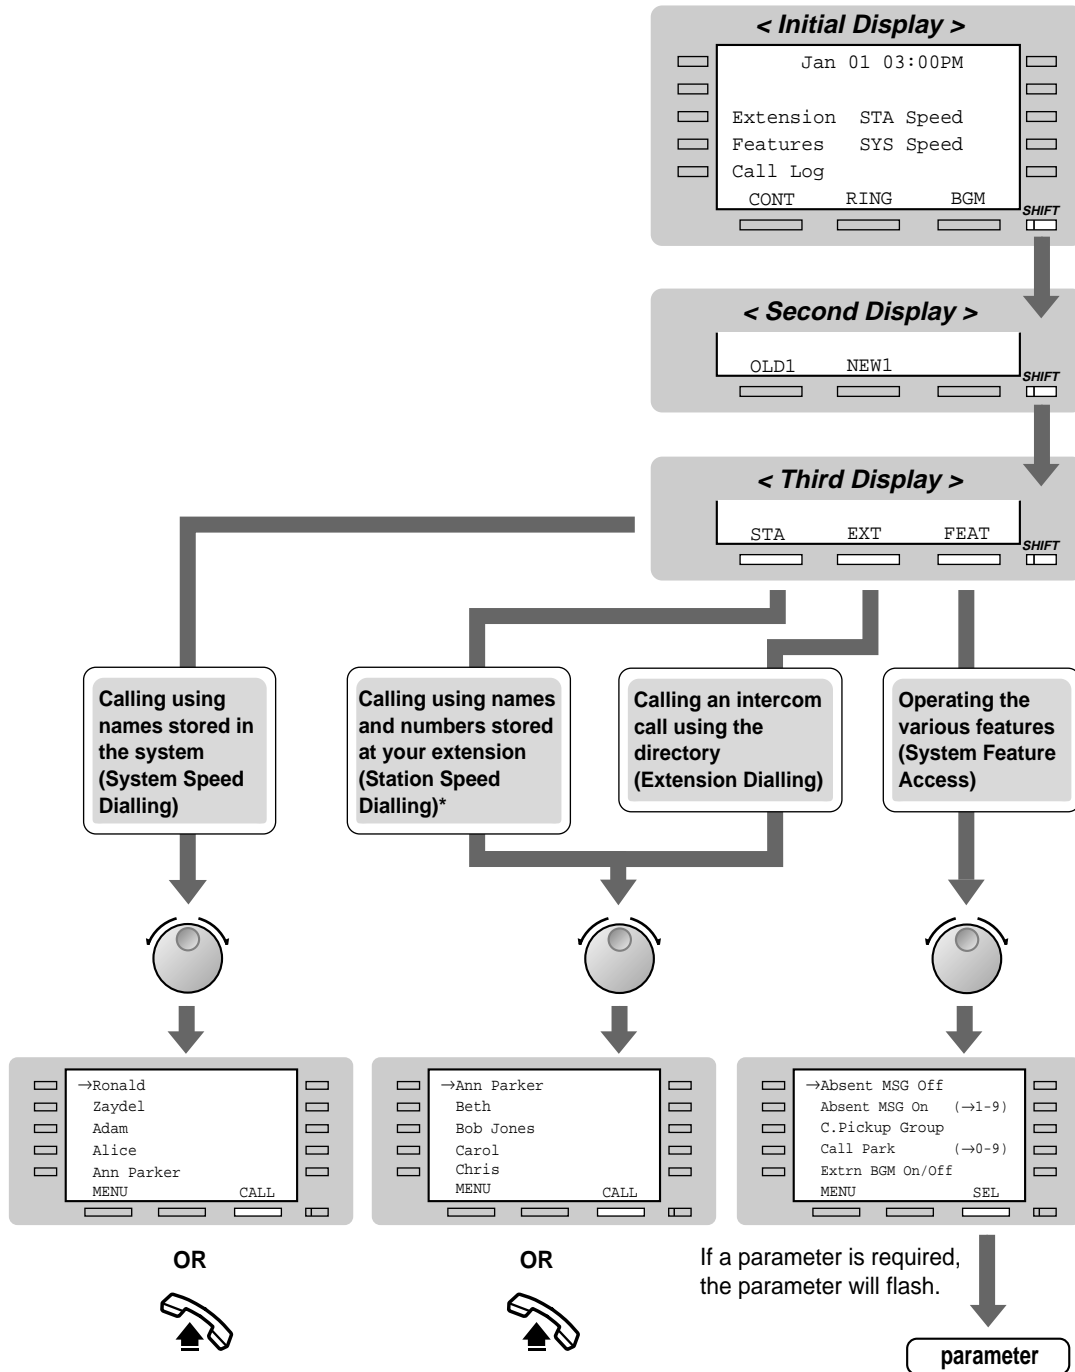 < Initial Display >
Jan 01 03:00PM
Extension STA Speed
Features SYS Speed
Call Log
CONT RING BGM
SHIFT
< Second Display >
OLD1 NEW1
SHIFT
< Third Display >
STA EXT FEAT
SHIFT
Calling using
names stored in
the system
(System Speed
Dialling)
Calling using names
and numbers stored
at your extension
(Station Speed
Dialling)*
Calling an intercom
call using the
directory
(Extension Dialling)
Operating the
various features
(System Feature
Access)
→Ronald
Zaydel
Adam
Alice
Ann Parker
MENU CALL
→Ann Parker
Beth
Bob Jones
Carol
Chris
MENU CALL
→Absent MSG Off
Absent MSG On (→1-9)
C.Pickup Group
Call Park (→0-9)
Extrn BGM On/Off
MENU SEL
OR
OR
If a parameter is required,
the parameter will flash.
parameter